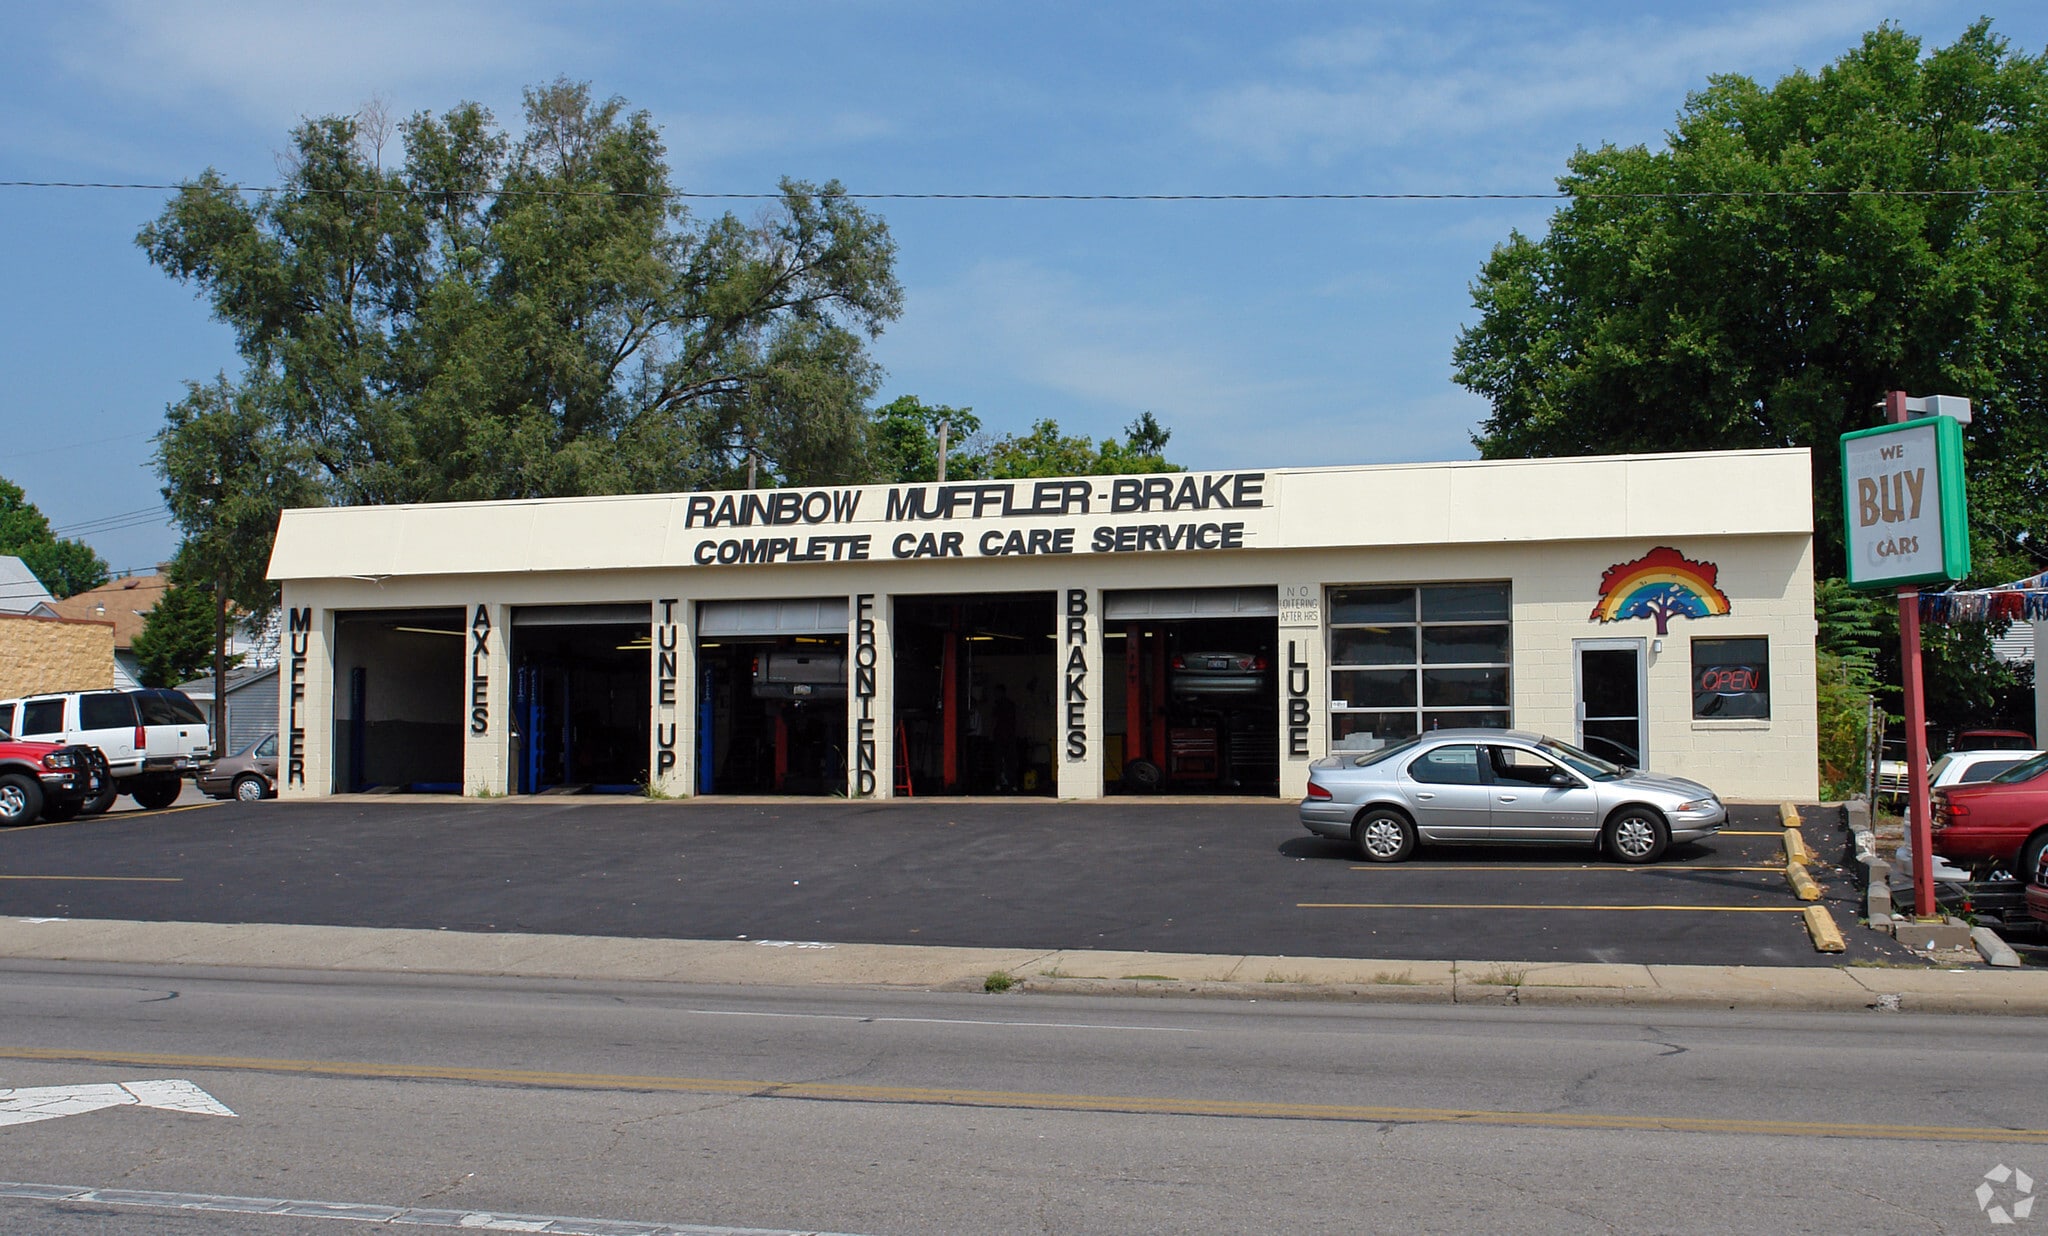 RAINBOW MUFFLER-BRAKE
COMPLETE CAR CARE SERVICE
MUFFLER
AXLES
TUNE UP
FRONTEND
BRAKES
NO
LOITERING
AFTER HRS
LUBE
OPEN
WE
BUY
CARS